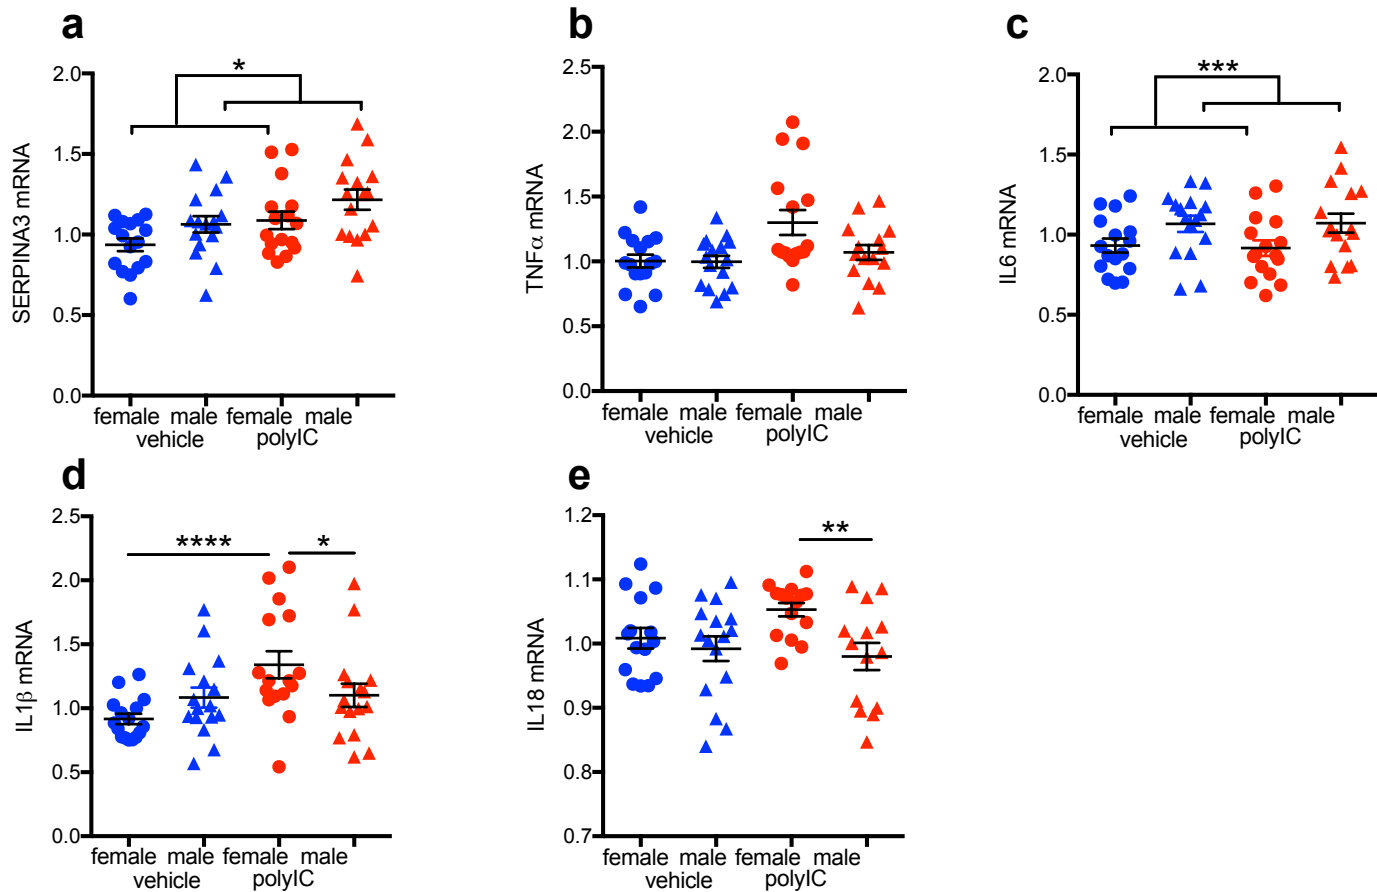 a
*
SERPINA3 mRNA
2.0
1.5
1.0
0.5
0.0
female male female male
vehicle polyIC
b
TNFα mRNA
2.5
2.0
1.5
1.0
0.5
0.0
female male female male
vehicle polyIC
c
***
IL6 mRNA
2.0
1.5
1.0
0.5
0.0
female male female male
vehicle polyIC
d
**** *
IL1β mRNA
2.5
2.0
1.5
1.0
0.5
0.0
female male female male
vehicle polyIC
e
**
IL18 mRNA
1.2
1.1
1.0
0.9
0.8
0.7
female male female male
vehicle polyIC